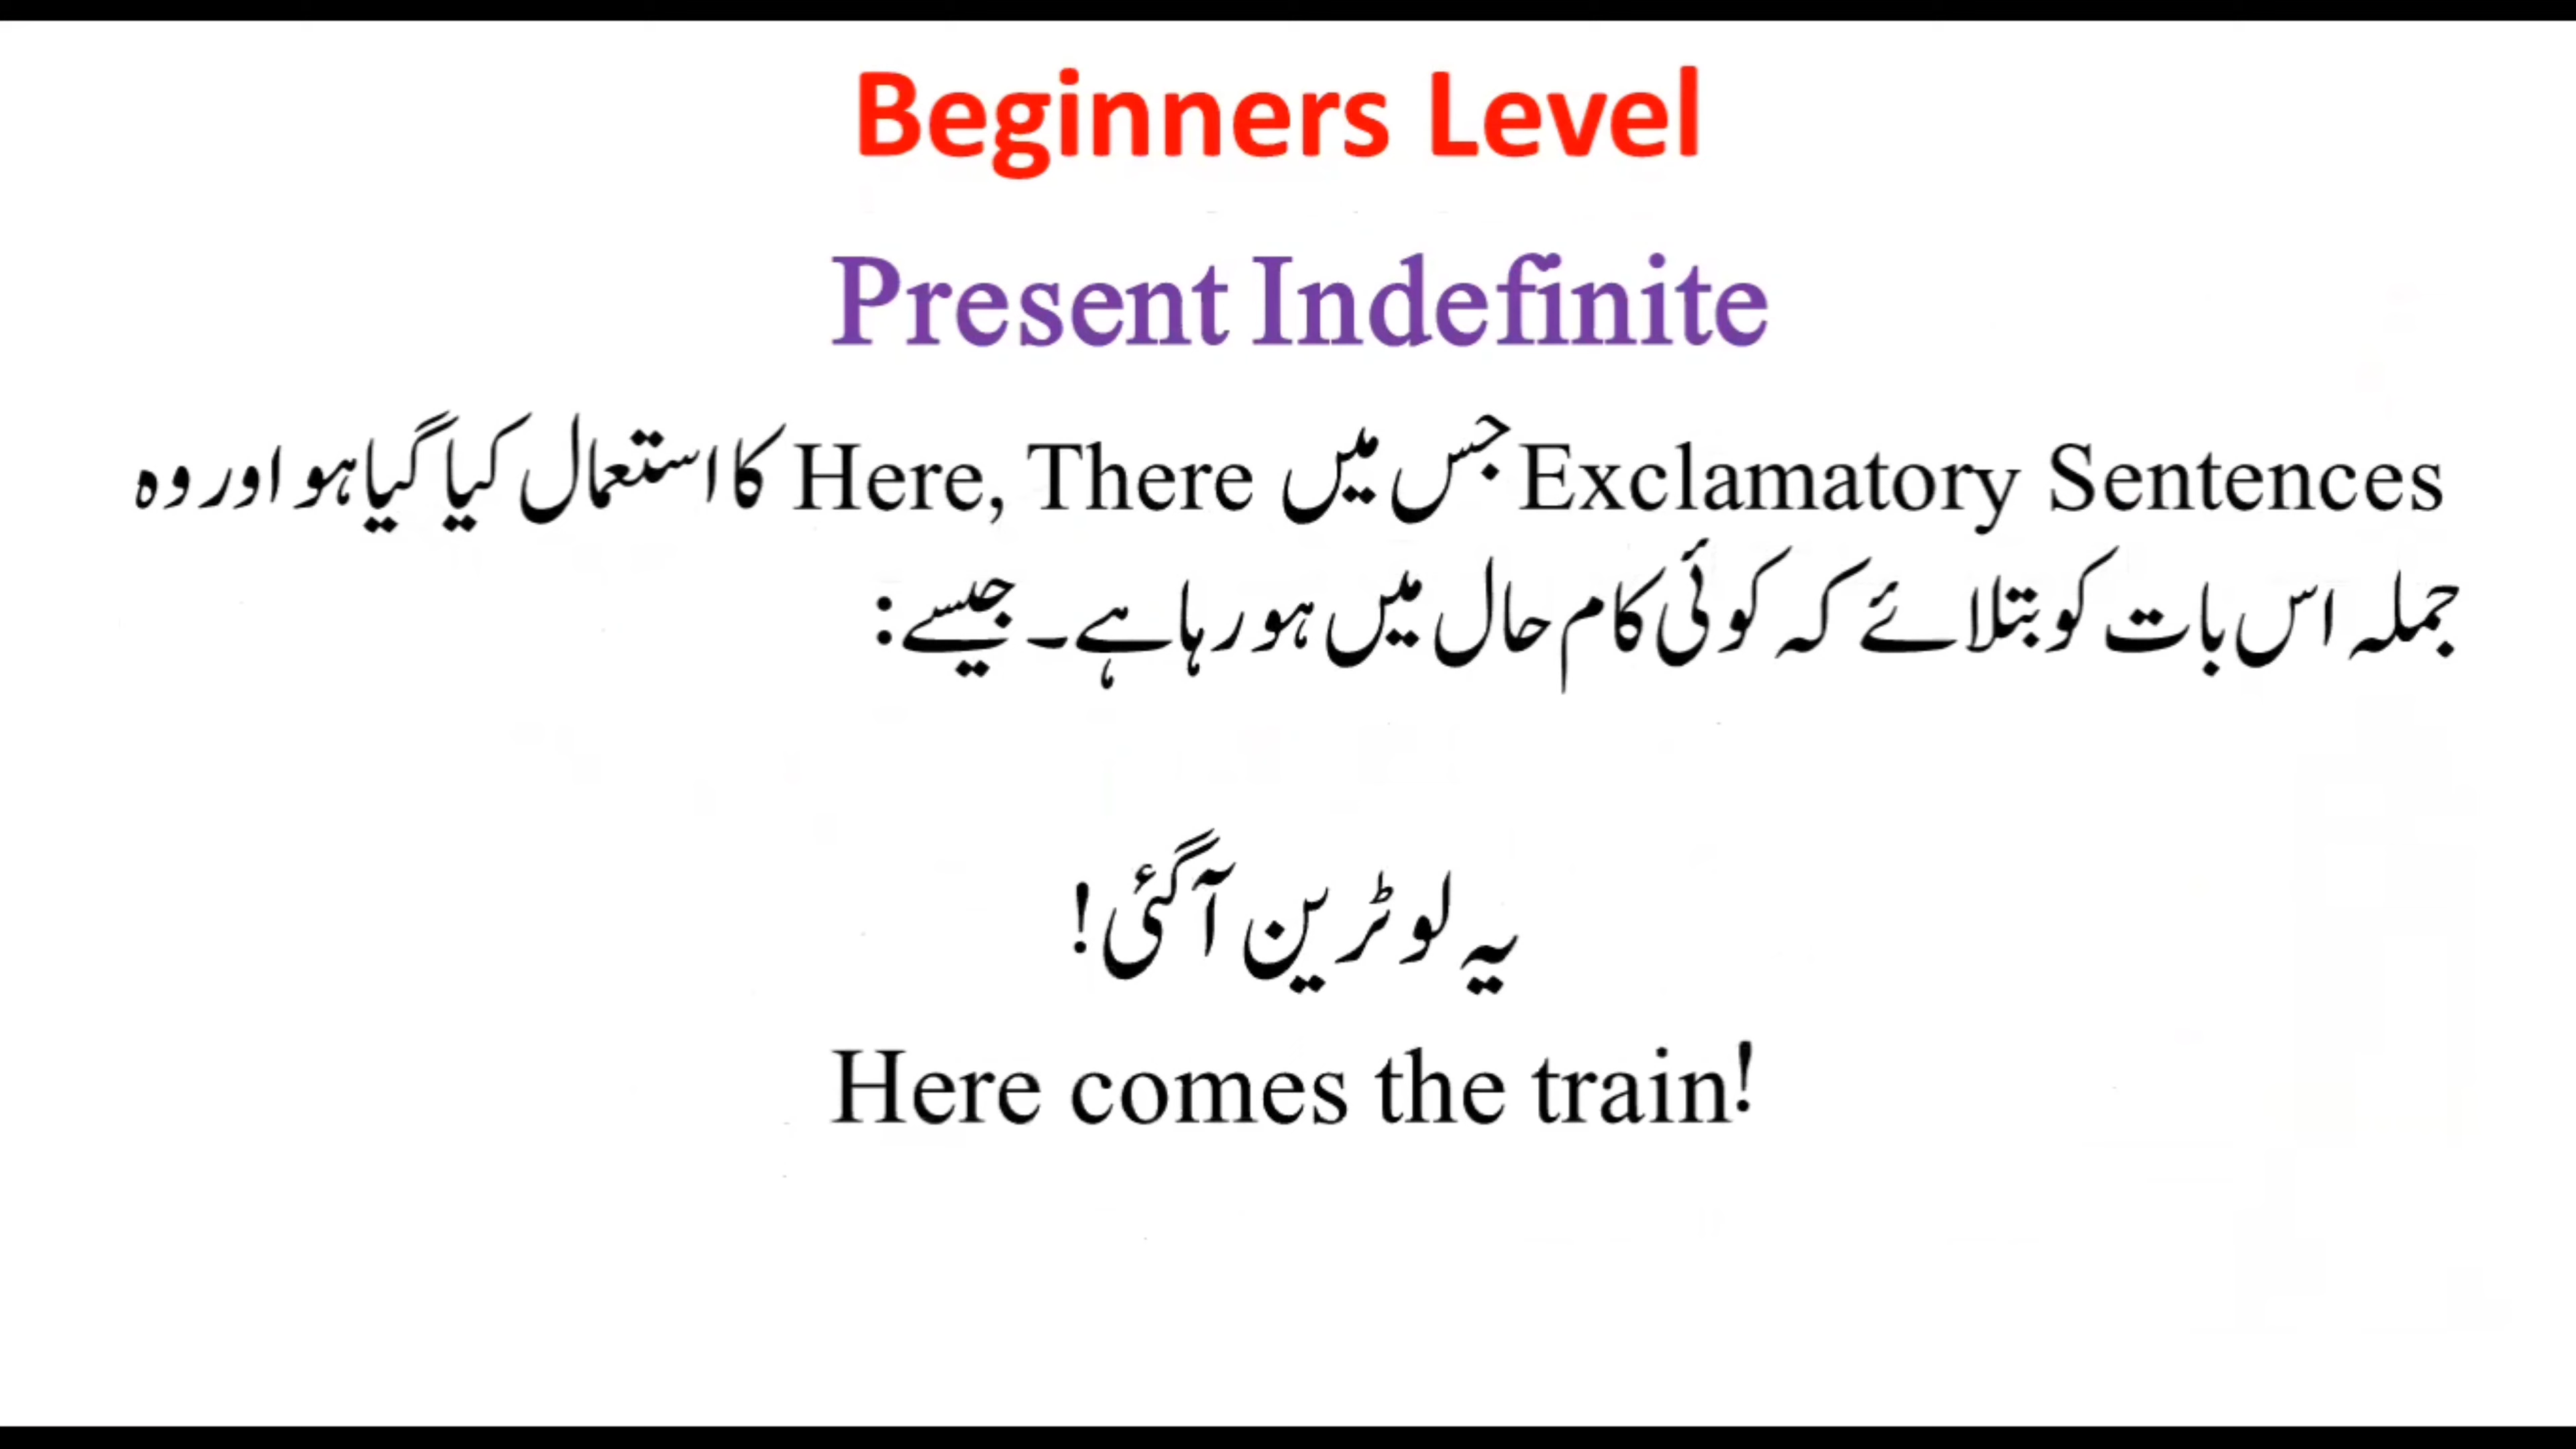 Beginners Level
Present Indefinite
Exclamatory Sentences جس میں Here, There کا استعمال کیا گیا ہو اور وہ
جملہ اس بات کو بتلائے کہ کوئی کام حال میں ہو رہا ہے۔ جیسے:
یہ لو ٹرین آگئی!
Here comes the train!